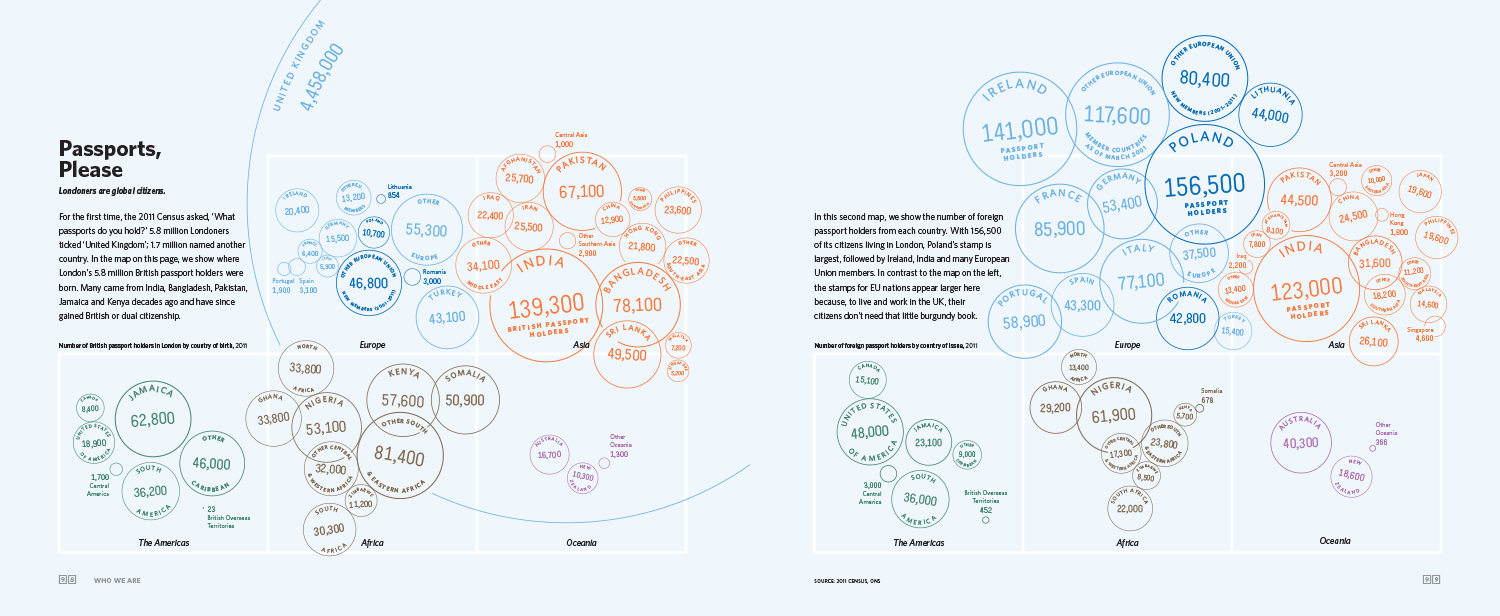 UNITED KINGDOM
4,458,000
Passports,
Please
Londoners are global citizens.
For the first time, the 2011 Census asked, 'What
passports do you hold?' 5.8 million Londoners
ticked 'United Kingdom'; 1.7 million named another
country. In the map on this page, we show where
London's 5.8 million British passport holders were
born. Many came from India, Bangladesh, Pakistan,
Jamaica and Kenya decades ago and have since
gained British or dual citizenship.
Number of British passport holders in London by country of birth, 2011
IRELAND
20,400
OTHER EU
13,200
MEMBERS
Lithuania
854
GERMANY
15,500
POLAND
10,700
OTHER
55,300
EUROPE
FRANCE
6,400
ITALY
5,300
Portugal
1,900
Spain
3,100
OTHER EUROPEAN UNION
46,800
NEW MEMBERS (2001-2011)
Romania
3,000
TURKEY
43,100
Europe
Central Asia
1,000
AFGHANISTAN
25,700
PAKISTAN
67,100
IRAQ
22,400
IRAN
25,500
CHINA
12,900
3,800
PHILIPPINES
23,600
Other
Southern Asia
2,900
HONG KONG
21,800
OTHER
22,500
SOUTH-EAST ASIA
OTHER
34,100
MIDDLE EAST
INDIA
139,300
BRITISH PASSPORT
HOLDERS
BANGLADESH
78,100
SRI LANKA
49,500
MALAYSIA
7,200
SINGAPORE
5,200
Asia
CANADA
8,400
JAMAICA
62,800
UNITED STATES
18,900
OF AMERICA
OTHER
46,000
CARIBBEAN
1,700
Central
America
SOUTH
36,200
AMERICA
23
British Overseas
Territories
The Americas
NORTH
33,800
AFRICA
GHANA
33,800
NIGERIA
53,100
KENYA
57,600
SOMALIA
50,900
OTHER SOUTH
81,400
& EASTERN AFRICA
OTHER CENTRAL
32,000
& WESTERN AFRICA
ZIMBABWE
11,200
SOUTH
30,300
AFRICA
Africa
AUSTRALIA
16,700
NEW
10,300
ZEALAND
Other
Oceania
1,300
Oceania
98 WHO WE ARE
In this second map, we show the number of foreign
passport holders from each country. With 156,500
of its citizens living in London, Poland's stamp is
largest, followed by Ireland, India and many European
Union members. In contrast to the map on the left,
the stamps for EU nations appear larger here
because, to live and work in the UK, their
citizens don't need that little burgundy book.
Number of foreign passport holders by country of issue, 2011
IRELAND
141,000
PASSPORT
HOLDERS
OTHER EUROPEAN UNION
117,600
MEMBER COUNTRIES
AS OF MARCH 2001
OTHER EUROPEAN UNION
80,400
NEW MEMBERS (2001-2011)
LITHUANIA
44,000
POLAND
156,500
PASSPORT
HOLDERS
FRANCE
85,900
GERMANY
53,400
ITALY
77,100
OTHER
37,500
EUROPE
PORTUGAL
58,900
SPAIN
43,300
ROMANIA
42,800
TURKEY
15,400
Europe
Central Asia
3,200
PAKISTAN
44,500
10,000
JAPAN
19,600
CHINA
24,500
Hong
Kong
1,800
PHILIPPINES
19,600
AFGHANISTAN
8,100
IRAN
7,800
Iraq
2,200
OTHER
13,400
MIDDLE EAST
INDIA
123,000
PASSPORT
HOLDERS
BANGLADESH
31,600
OTHER
11,200
SOUTH-EAST ASIA
OTHER
18,200
SOUTHERN ASIA
MALAYSIA
14,600
Singapore
4,600
SRI LANKA
26,100
Asia
CANADA
15,100
UNITED STATES
48,000
OF AMERICA
JAMAICA
23,100
OTHER
9,000
CARIBBEAN
3,000
Central
America
SOUTH
36,000
AMERICA
British Overseas
Territories
452
The Americas
NORTH
13,400
AFRICA
GHANA
29,200
NIGERIA
61,900
Somalia
678
KENYA
5,700
OTHER SOUTH
23,800
& EASTERN AFRICA
OTHER CENTRAL
17,300
& WESTERN AFRICA
ZIMBABWE
8,500
SOUTH AFRICA
22,000
Africa
AUSTRALIA
40,300
Other
Oceania
366
NEW
18,600
ZEALAND
Oceania
SOURCE: 2011 CENSUS, ONS
99